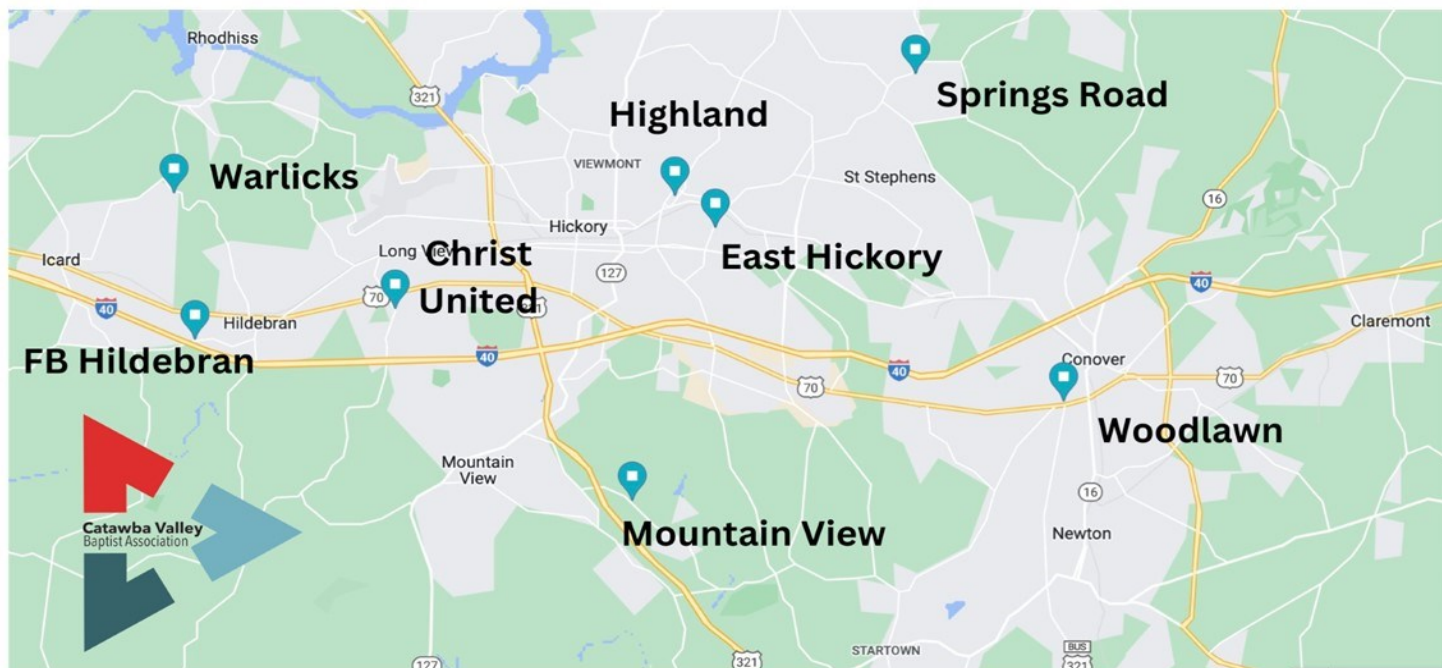 Rhodhiss
321
Springs Road
Highland
VIEWMONT
Warlicks
St Stephens
16
Hickory
Long View
Christ
United
East Hickory
Icard
127
40
70
321
40
Hildebran
FB Hildebran
40
Claremont
Conover
40
70
70
Woodlawn
Mountain
View
16
Catawba Valley
Baptist Association
Mountain View
Newton
STARTOWN
BUS
127
321
321